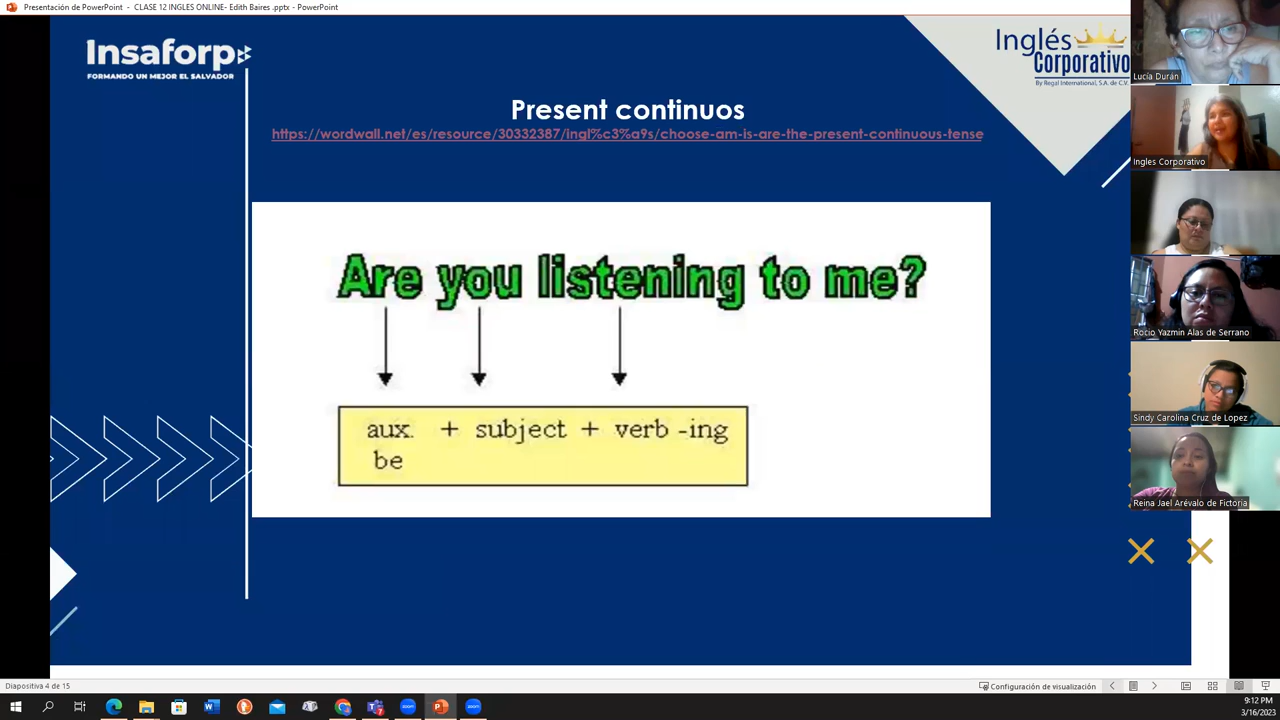 Presentación de PowerPoint - CLASE 12 INGLES ONLINE- Edith Baires .pptx - PowerPoint
Insaforp
FORMANDO UN MEJOR EL SALVADOR
Inglés
Corporativo
By Regal International, S.A. de C.V.
Present continuos
https://wordwall.net/es/resource/30332387/ingl%c3%a9s/choose-am-is-are-the-present-continuous-tense
Are you listening to me?
aux. + subject + verb -ing
be
Lucía Durán
Ingles Corporativo
Rocio Yazmin Alas de Serrano
Sindy Carolina Cruz de Lopez
Reina Jael Arévalo de Fictoria
Diapositiva 4 de 15
Configuración de visualización
9:12 PM
3/16/2023